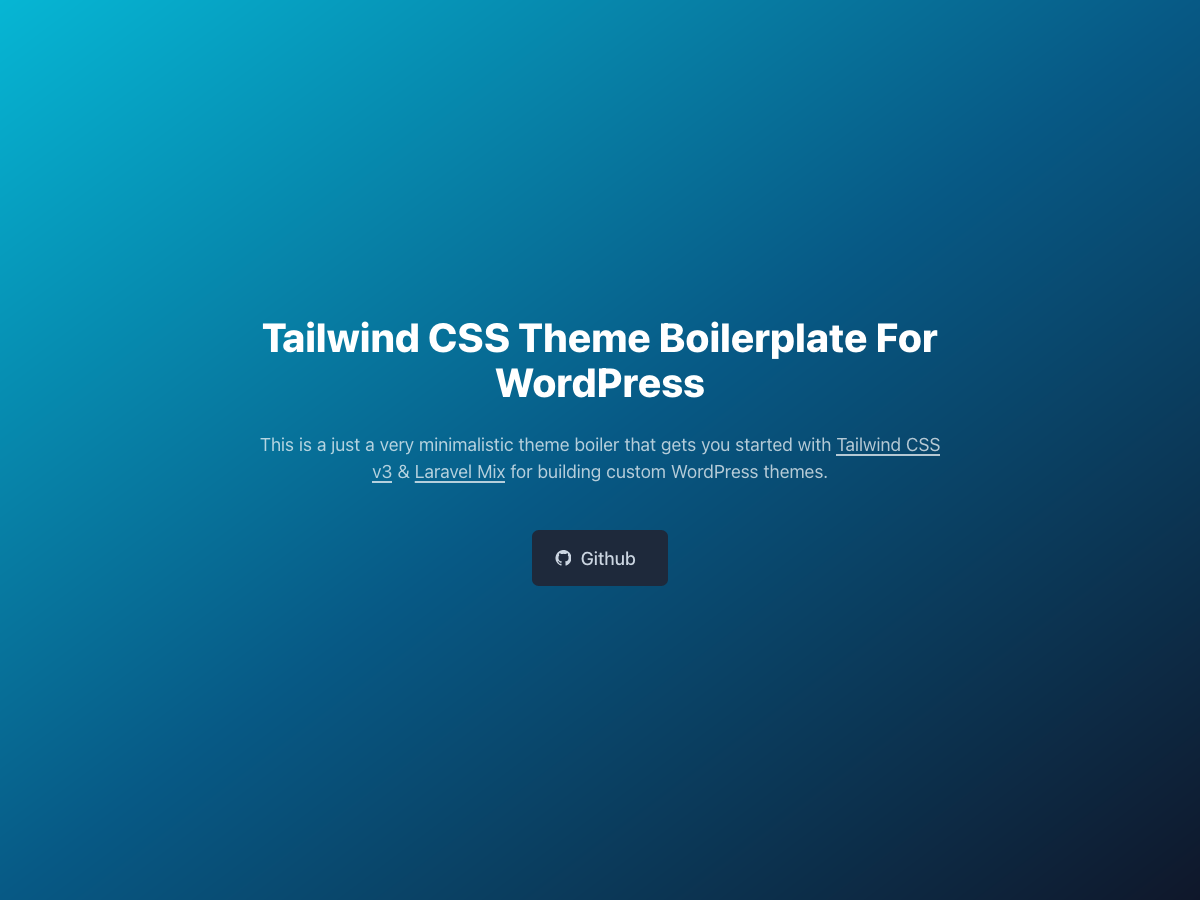 Tailwind CSS Theme Boilerplate For
WordPress
This is a just a very minimalistic theme boiler that gets you started with Tailwind CSS
v3 & Laravel Mix for building custom WordPress themes.
Github